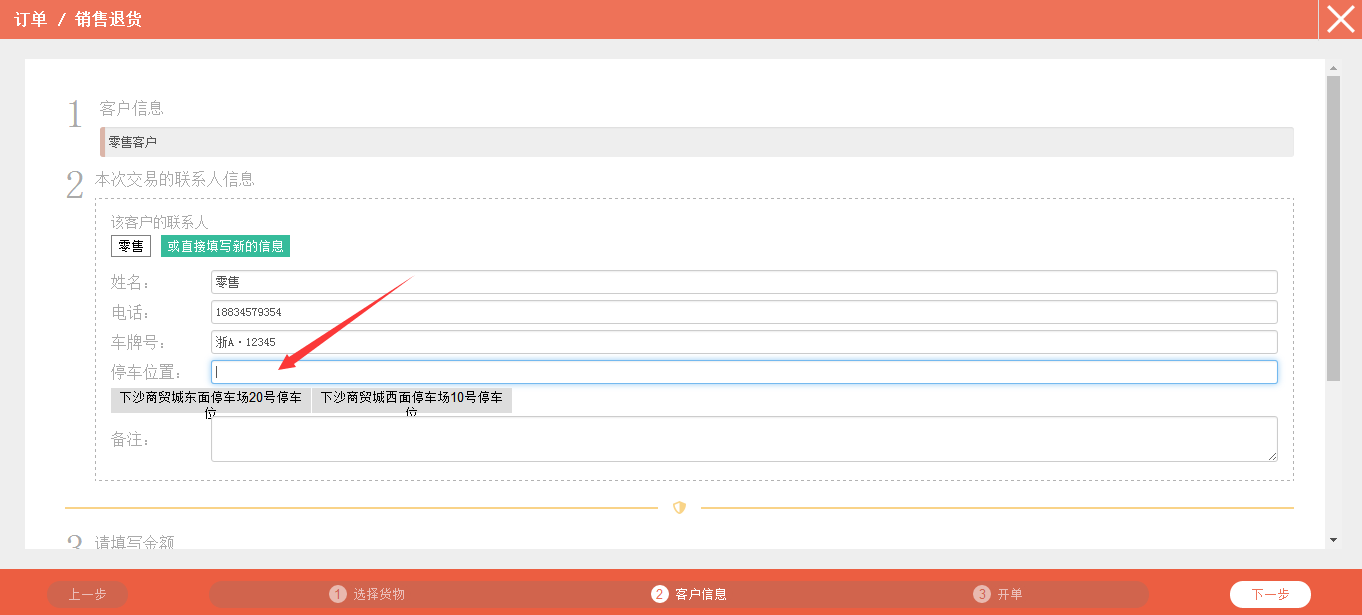 订单 / 销售退货
1 客户信息
零售客户
2 本次交易的联系人信息
该客户的联系人
零售 或直接填写新的信息
姓名： 零售
电话： 18834579354
车牌号： 浙A·12345
停车位置：
下沙商贸城东面停车场20号停车位
下沙商贸城西面停车场10号停车位
备注：
3 请填写金额
上一步 1 选择货物 2 客户信息 3 开单 下一步